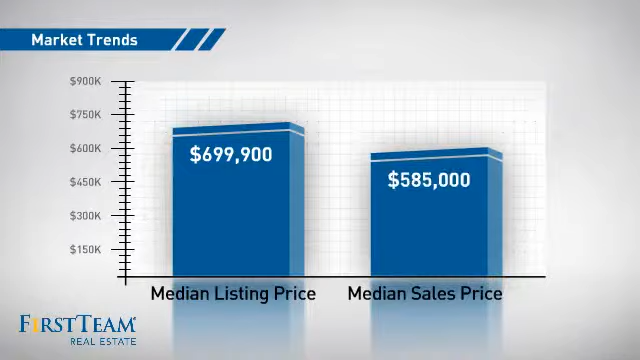 Market Trends
$900K
$750K
$600K
$450K
$300K
$150K
$699,900
$585,000
Median Listing Price
Median Sales Price
FIRSTTEAM®
REAL ESTATE